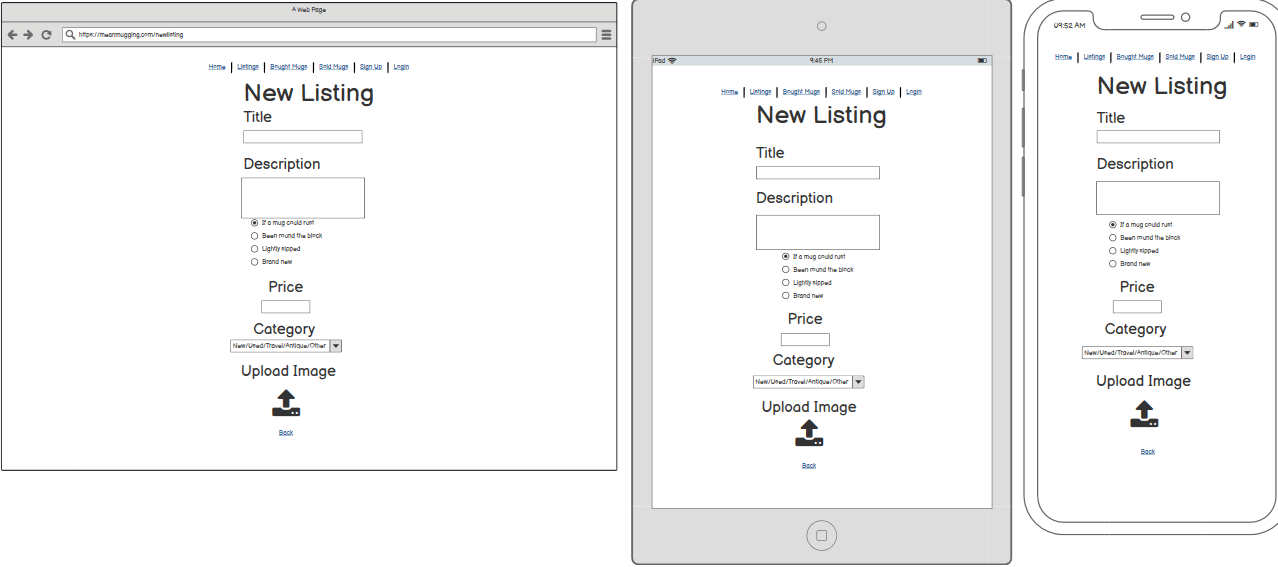 A Web Page
https://meanmugging.com/newlisting
Home | Listings | Bought Mugs | Sold Mugs | Sign Up | Login
New Listing
Title
Description
If a mug could rust
Been round the block
Lightly sipped
Brand new
Price
Category
New/Used/Travel/Antique/Other
Upload Image
Back
iPad 9:45 PM
Home | Listings | Bought Mugs | Sold Mugs | Sign Up | Login
New Listing
Title
Description
If a mug could rust
Been round the block
Lightly sipped
Brand new
Price
Category
New/Used/Travel/Antique/Other
Upload Image
Back
09:52 AM
Home | Listings | Bought Mugs | Sold Mugs | Sign Up | Login
New Listing
Title
Description
If a mug could rust
Been round the block
Lightly sipped
Brand new
Price
Category
New/Used/Travel/Antique/Other
Upload Image
Back